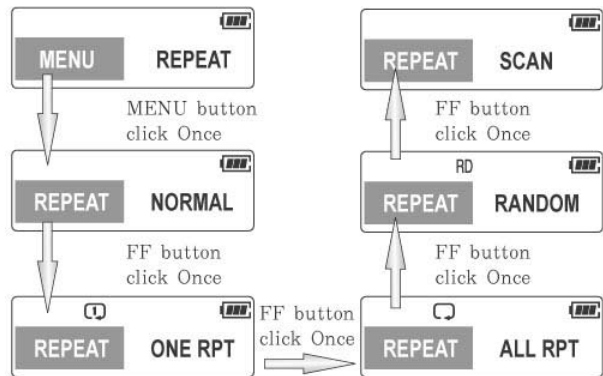 MENU REPEAT
MENU button
click Once
REPEAT NORMAL
FF button
click Once
1
REPEAT ONE RPT
FF button
click Once
REPEAT ALL RPT
FF button
click Once
RD
REPEAT RANDOM
FF button
click Once
REPEAT SCAN